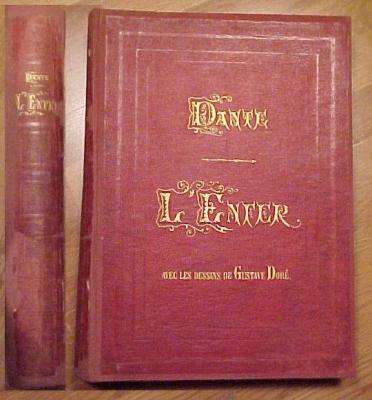 DANTE
L'ENFER
DANTE
L'ENFER.
AVEC LES DESSINS DE GUSTAVE DORÉ.